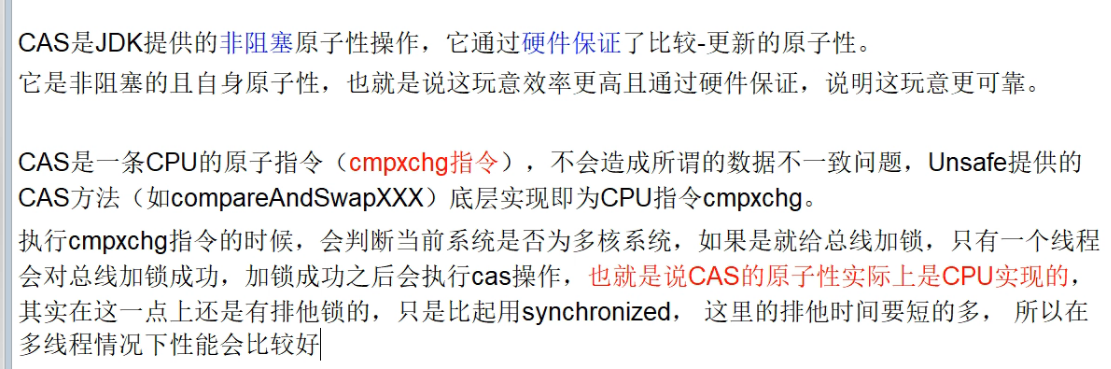 CAS是JDK提供的非阻塞原子性操作，它通过硬件保证了比较-更新的原子性。
它是非阻塞的且自身原子性，也就是说这玩意效率更高且通过硬件保证，说明这玩意更可靠。
CAS是一条CPU的原子指令（cmpxchg指令），不会造成所谓的数据不一致问题，Unsafe提供的
CAS方法（如compareAndSwapXXX）底层实现即为CPU指令cmpxchg。
执行cmpxchg指令的时候，会判断当前系统是否为多核系统，如果是就给总线加锁，只有一个线程
会对总线加锁成功，加锁成功之后会执行cas操作，也就是说CAS的原子性实际上是CPU实现的，
其实在这一点上还是有排他锁的，只是比起用synchronized， 这里的排他时间要短的多， 所以在
多线程情况下性能会比较好